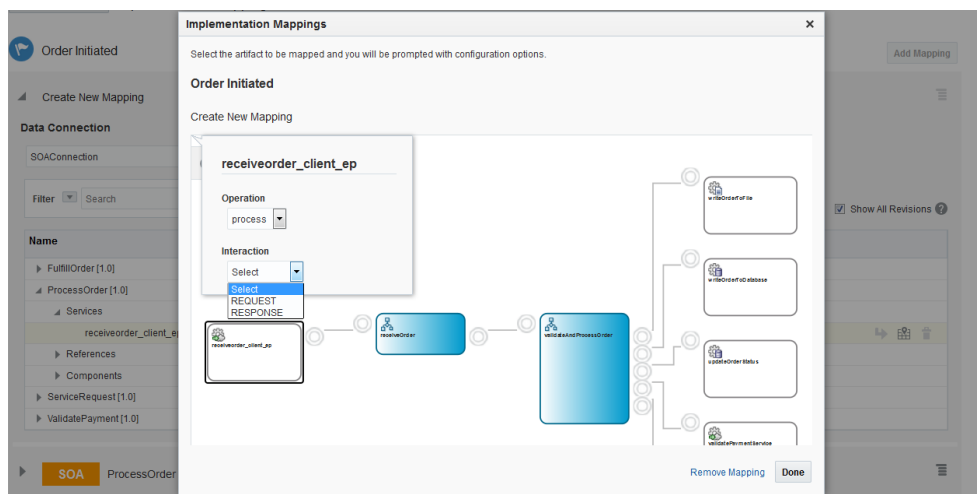 Implementation Mappings
Order Initiated
Select the artifact to be mapped and you will be prompted with configuration options.
Add Mapping
Order Initiated
Create New Mapping
Create New Mapping
Data Connection
SOAConnection
receiveorder_client_ep
Filter
Search
Operation
process
Show All Revisions
Name
Interaction
Select
Select
REQUEST
RESPONSE
FulfillOrder [1.0]
ProcessOrder [1.0]
Services
receiveorder_client_ep
References
Components
ServiceRequest [1.0]
ValidatePayment [1.0]
receiveorder_client_ep
receiveOrder
validateAndProcessOrder
writeOrderToFile
writeOrderToDatabase
updateOrderStatus
validatePaymentService
SOA
ProcessOrder
Remove Mapping
Done